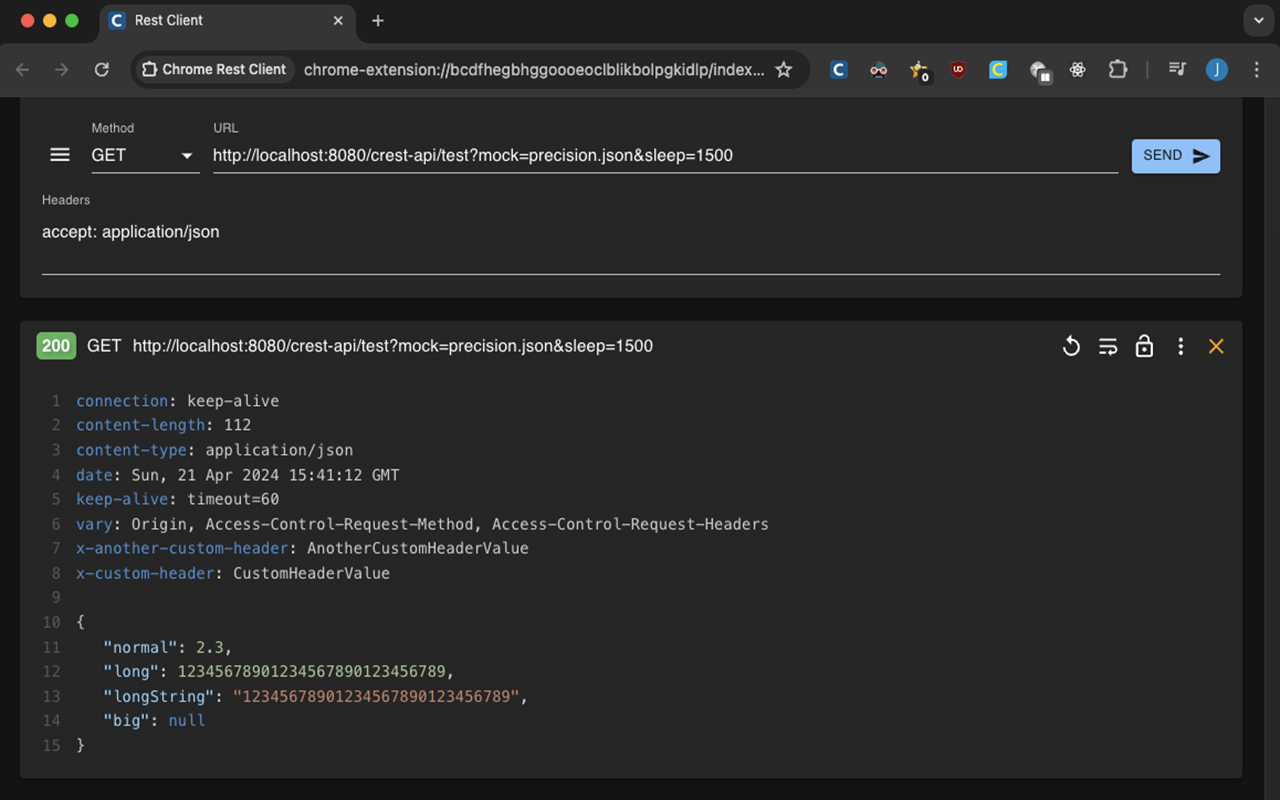 Rest Client
Chrome Rest Client chrome-extension://bcdfhegbhggoooeoclblikbolpgkidlp/index...
0
UD
C
J
Method
URL
GET
http://localhost:8080/crest-api/test?mock=precision.json&sleep=1500
SEND
Headers
accept: application/json
200 GET http://localhost:8080/crest-api/test?mock=precision.json&sleep=1500
1 connection: keep-alive
2 content-length: 112
3 content-type: application/json
4 date: Sun, 21 Apr 2024 15:41:12 GMT
5 keep-alive: timeout=60
6 vary: Origin, Access-Control-Request-Method, Access-Control-Request-Headers
7 x-another-custom-header: AnotherCustomHeaderValue
8 x-custom-header: CustomHeaderValue
9
10 {
11 "normal": 2.3,
12 "long": 12345678901234567890123456789,
13 "longString": "12345678901234567890123456789",
14 "big": null
15 }